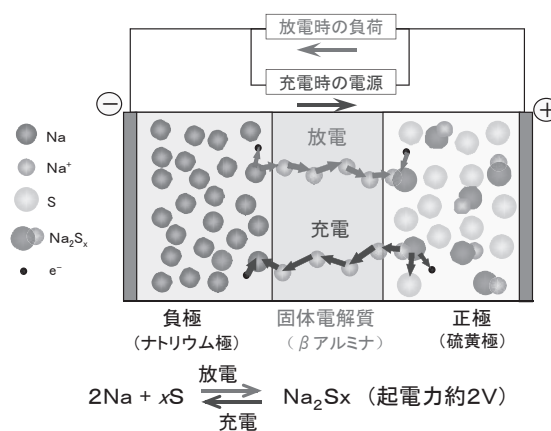 放電時の負荷
充電時の電源
−
+
Na
Na⁺
S
Na₂Sₓ
e⁻
放電
充電
負極
(ナトリウム極)
固体電解質
(βアルミナ)
正極
(硫黄極)
放電
2Na + xS Na₂Sx (起電力約2V)
充電